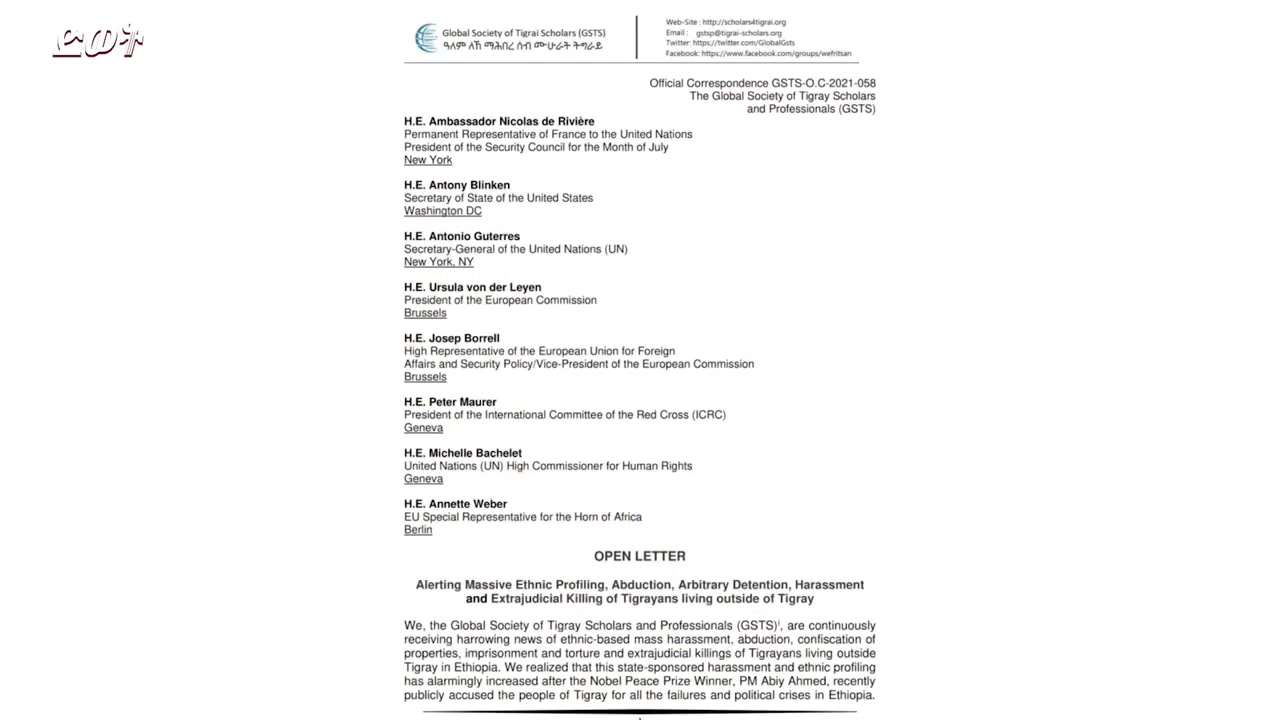 ድወት
Global Society of Tigrai Scholars (GSTS)
ዓለም ለኸ ማሕበረ ሰብ ሙሁራት ትግራይ
Web-Site : http://scholars4tigrai.org
Email : gstsp@tigrai-scholars.org
Twitter: https://twitter.com/GlobalGsts
Facebook: https://www.facebook.com/groups/wefritsan
Official Correspondence GSTS-O.C-2021-058
The Global Society of Tigray Scholars
and Professionals (GSTS)
H.E. Ambassador Nicolas de Rivière
Permanent Representative of France to the United Nations
President of the Security Council for the Month of July
New York
H.E. Antony Blinken
Secretary of State of the United States
Washington DC
H.E. Antonio Guterres
Secretary-General of the United Nations (UN)
New York, NY
H.E. Ursula von der Leyen
President of the European Commission
Brussels
H.E. Josep Borrell
High Representative of the European Union for Foreign
Affairs and Security Policy/Vice-President of the European Commission
Brussels
H.E. Peter Maurer
President of the International Committee of the Red Cross (ICRC)
Geneva
H.E. Michelle Bachelet
United Nations (UN) High Commissioner for Human Rights
Geneva
H.E. Annette Weber
EU Special Representative for the Horn of Africa
Berlin
OPEN LETTER
Alerting Massive Ethnic Profiling, Abduction, Arbitrary Detention, Harassment
and Extrajudicial Killing of Tigrayans living outside of Tigray
We, the Global Society of Tigray Scholars and Professionals (GSTS)i, are continuously
receiving harrowing news of ethnic-based mass harassment, abduction, confiscation of
properties, imprisonment and torture and extrajudicial killings of Tigrayans living outside
Tigray in Ethiopia. We realized that this state-sponsored harassment and ethnic profiling
has alarmingly increased after the Nobel Peace Prize Winner, PM Abiy Ahmed, recently
publicly accused the people of Tigray for all the failures and political crises in Ethiopia.